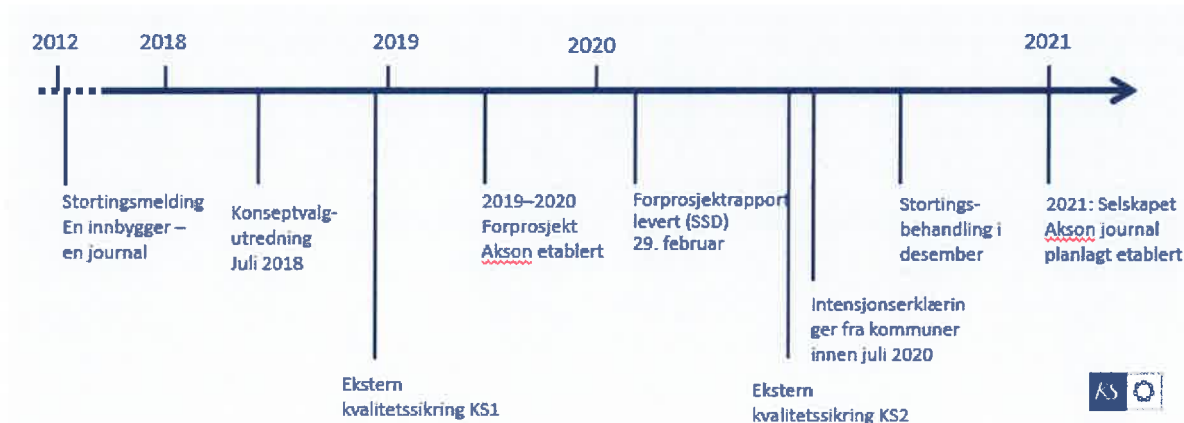 2012
2018
2019
2020
2021
Stortingsmelding
En innbygger –
en journal
Konseptvalg-
utredning
Juli 2018
Ekstern
kvalitetssikring KS1
2019–2020
Forprosjekt
Akson etablert
Forprosjektrapport
levert (SSD)
29. februar
Ekstern
kvalitetssikring KS2
Intensjonserklærin
ger fra kommuner
innen juli 2020
Stortings-
behandling i
desember
2021: Selskapet
Akson journal
planlagt etablert
KS